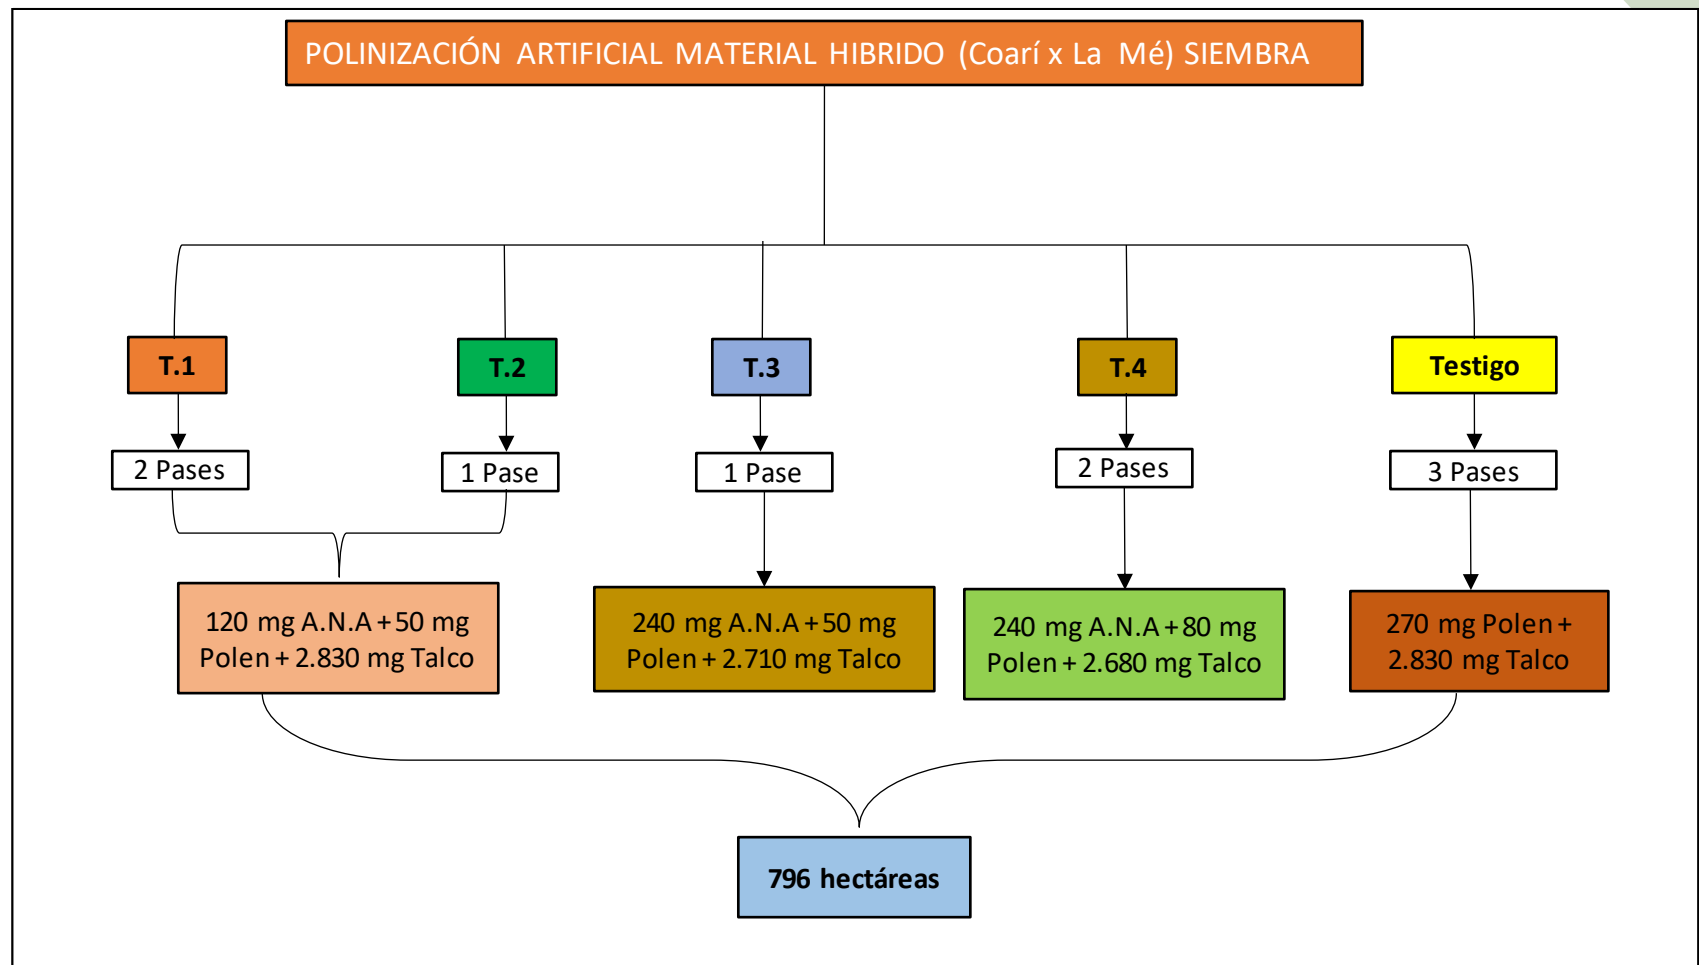 POLINIZACIÓN ARTIFICIAL MATERIAL HIBRIDO (Coarí x La Mé) SIEMBRA
T.1
T.2
T.3
T.4
Testigo
2 Pases
1 Pase
1 Pase
2 Pases
3 Pases
120 mg A.N.A + 50 mg
Polen + 2.830 mg Talco
240 mg A.N.A + 50 mg
Polen + 2.710 mg Talco
240 mg A.N.A + 80 mg
Polen + 2.680 mg Talco
270 mg Polen +
2.830 mg Talco
796 hectáreas